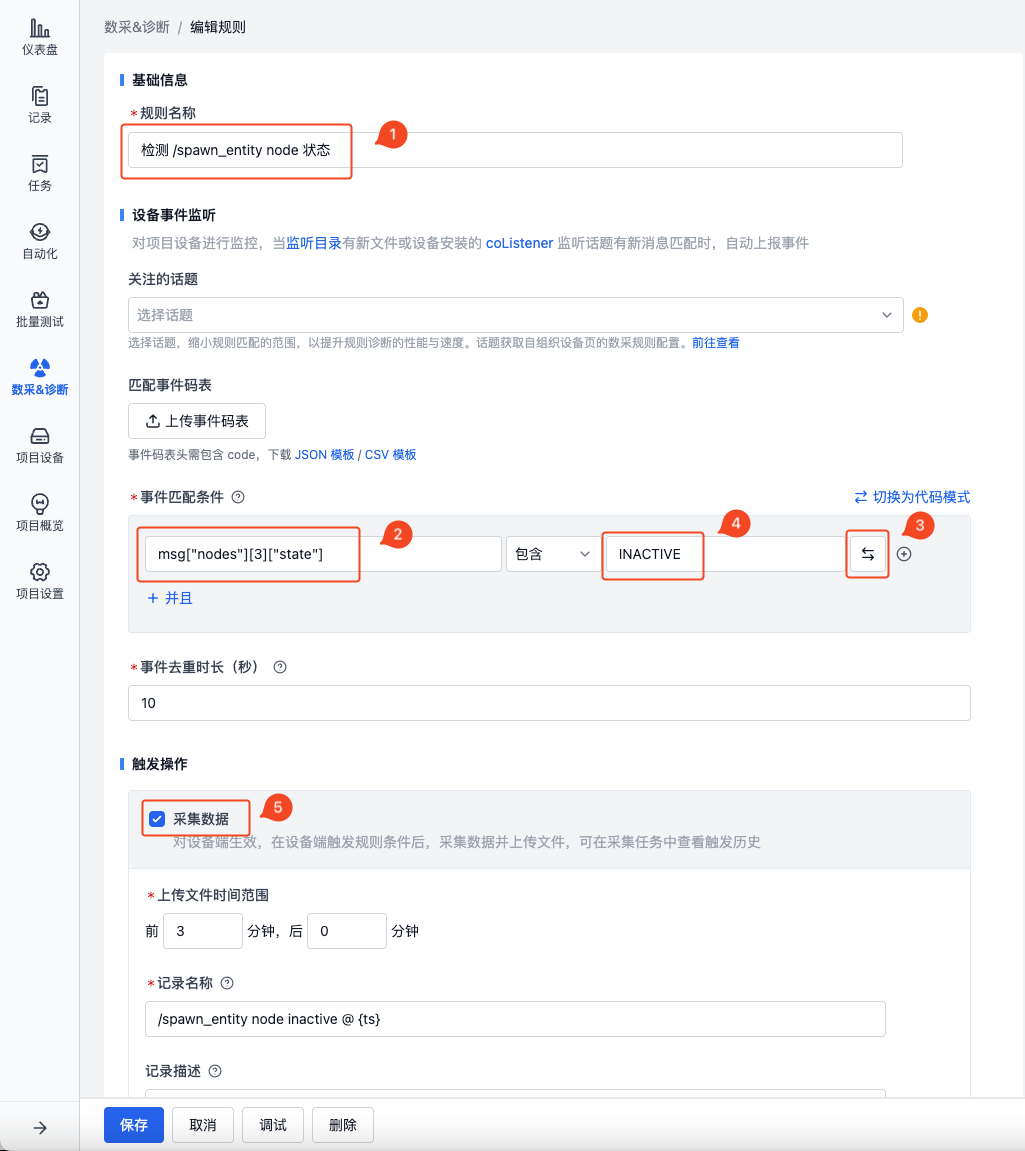 数采&诊断 / 编辑规则
仪表盘
记录
任务
自动化
批量测试
数采&诊断
项目设备
项目概览
项目设置
基础信息
*规则名称
检测 /spawn_entity node 状态
1
设备事件监听
对项目设备进行监控，当监听目录有新文件或设备安装的 coListener 监听话题有新消息匹配时，自动上报事件
关注的话题
选择话题
选择话题，缩小规则匹配的范围，以提升规则诊断的性能与速度。话题获取自组织设备页的数采规则配置。前往查看
匹配事件码表
上传事件码表
事件码表头需包含 code，下载 JSON 模板 / CSV 模板
*事件匹配条件
切换为代码模式
msg["nodes"][3]["state"]
2
包含
INACTIVE
4
3
+ 并且
*事件去重时长（秒）
10
触发操作
采集数据
5
对设备端生效，在设备端触发规则条件后，采集数据并上传文件，可在采集任务中查看触发历史
*上传文件时间范围
前 3 分钟，后 0 分钟
*记录名称
/spawn_entity node inactive @ {ts}
记录描述
保存
取消
调试
删除